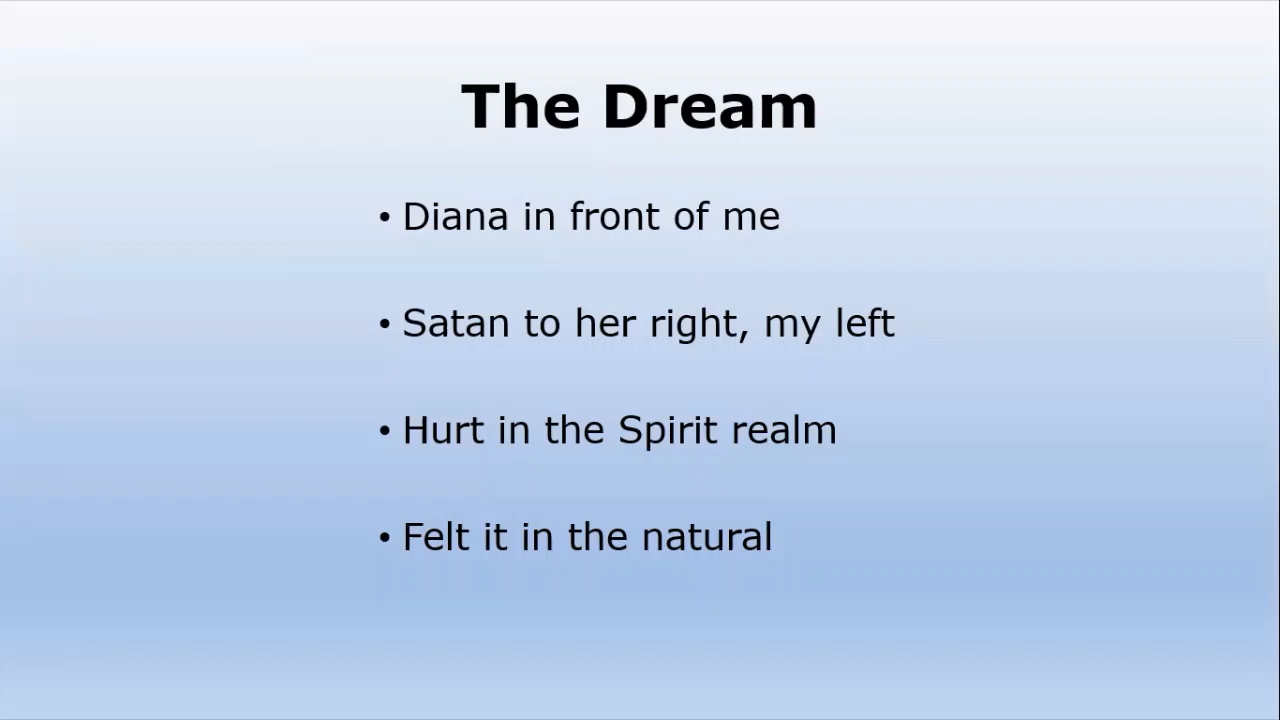 The Dream
• Diana in front of me
• Satan to her right, my left
• Hurt in the Spirit realm
• Felt it in the natural